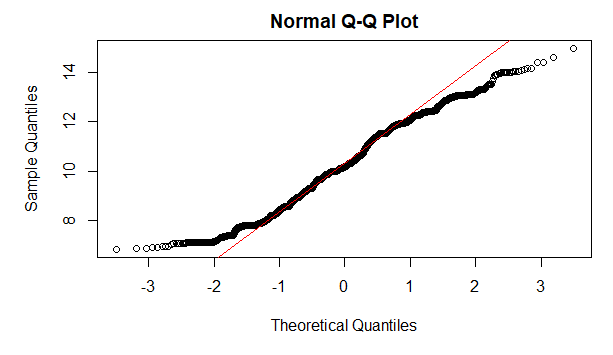 Normal Q-Q Plot
Sample Quantiles
14
12
10
8
-3 -2 -1 0 1 2 3
Theoretical Quantiles